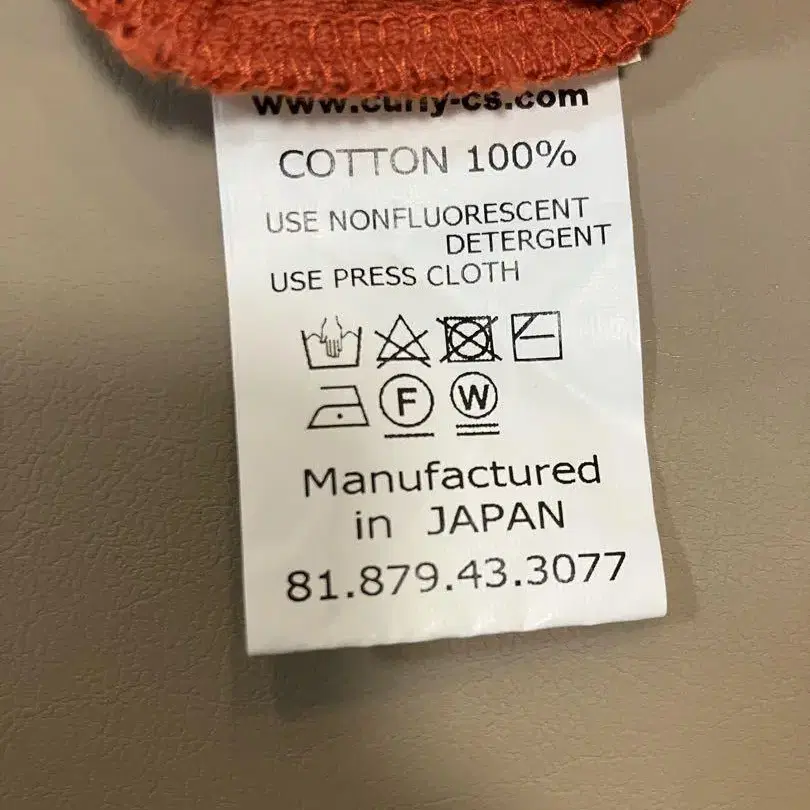 www.curly-cs.com
COTTON 100%
USE NONFLUORESCENT
DETERGENT
USE PRESS CLOTH
F W
Manufactured
in JAPAN
81.879.43.3077